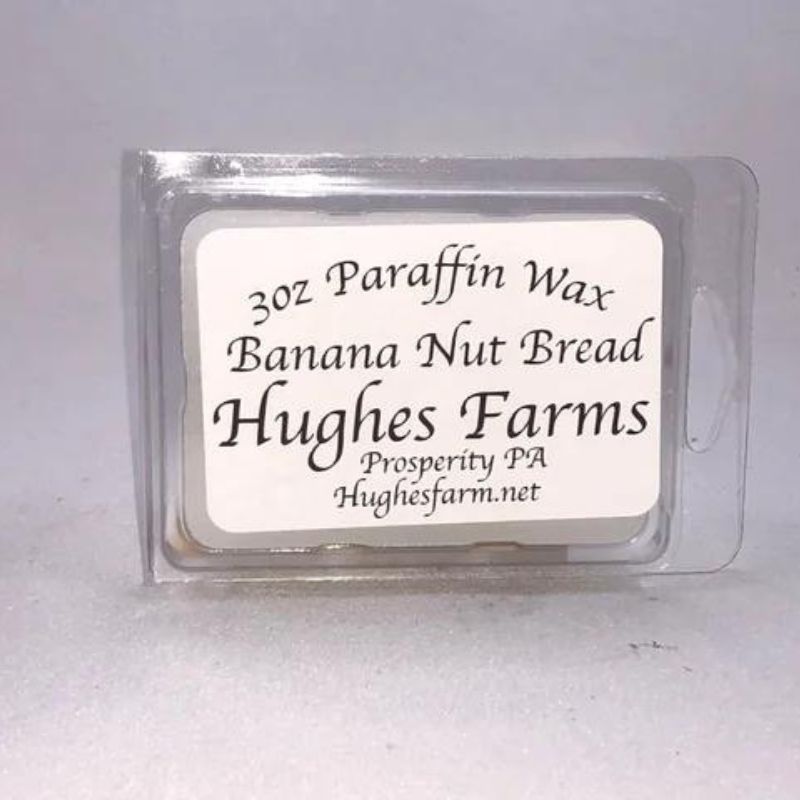 3oz Paraffin Wax
Banana Nut Bread
Hughes Farms
Prosperity PA
Hughesfarm.net